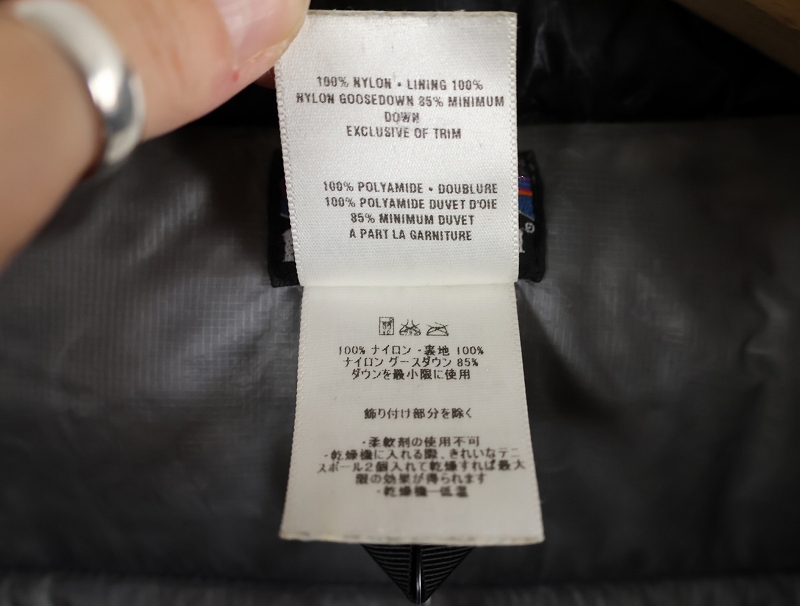 100% NYLON • LINING 100%
NYLON GOOSEDOWN 85% MINIMUM
DOWN
EXCLUSIVE OF TRIM
100% POLYAMIDE • DOUBLURE
100% POLYAMIDE DUVET D'OIE
85% MINIMUM DUVET
A PART LA GARNITURE
100% ナイロン・裏地 100%
ナイロン グースダウン 85%
ダウンを最小限に使用
飾り付け部分を除く
・柔軟剤の使用不可
・乾燥機に入れる際、きれいなテニ
スボール2個入れて乾燥すれば最大
限の効果が得られます
・乾燥機一低温